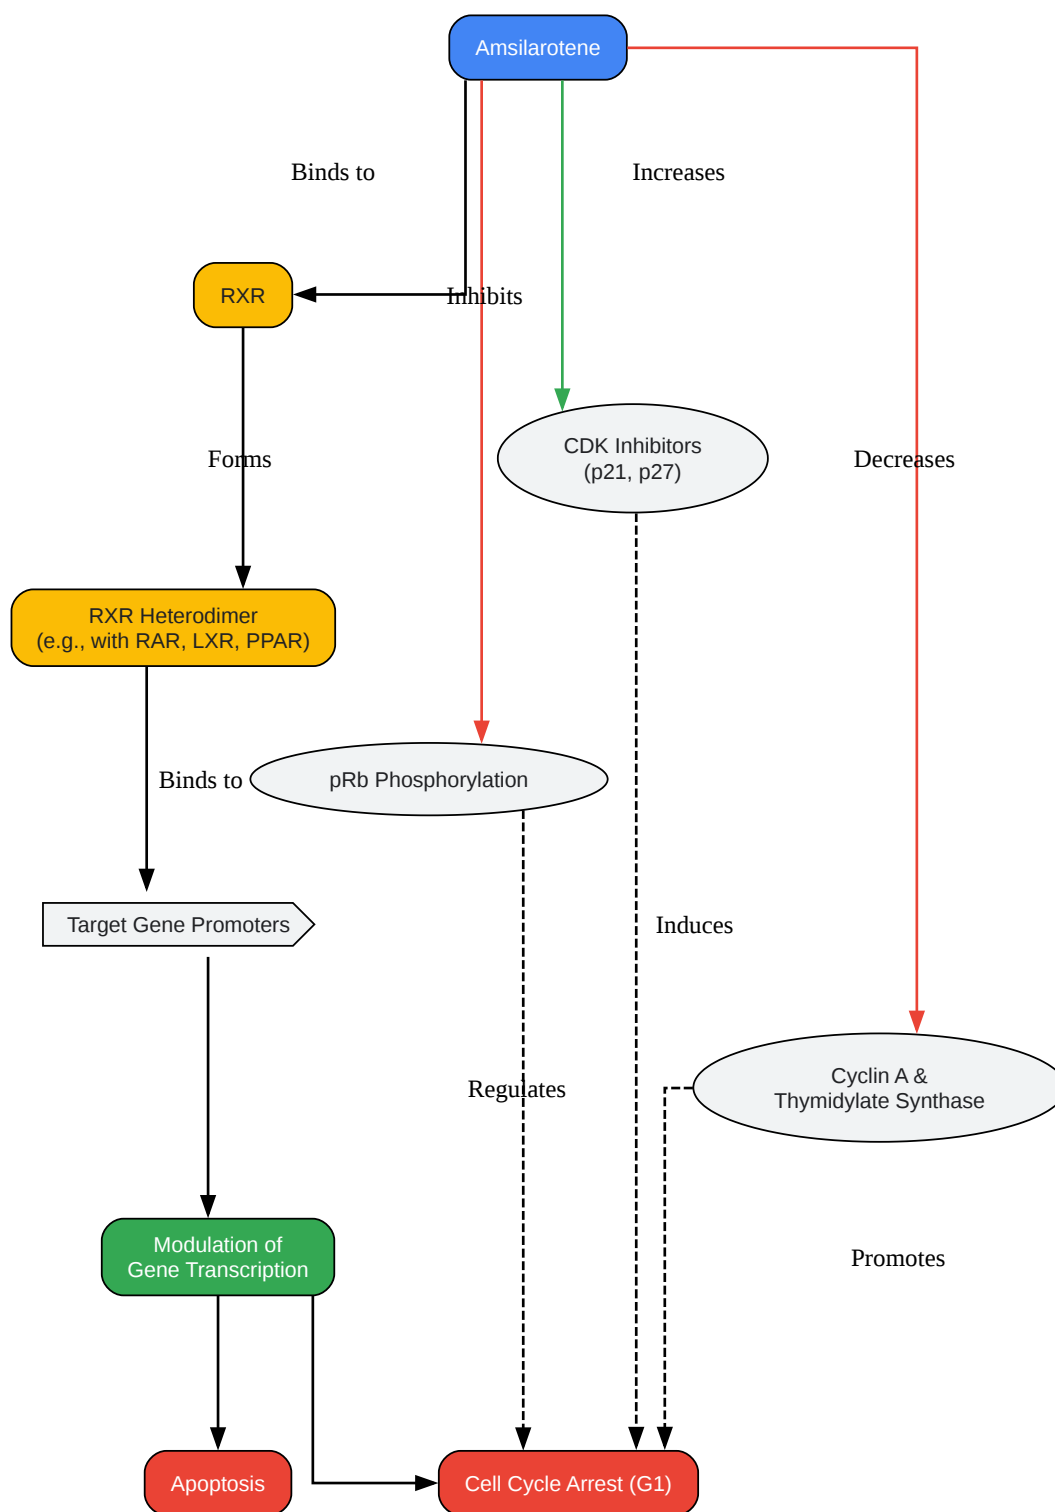 Amsilarotene
Binds to
Increases
RXR
Inhibits
CDK Inhibitors
(p21, p27)
Forms
Decreases
RXR Heterodimer
(e.g., with RAR, LXR, PPAR)
Binds to
pRb Phosphorylation
Target Gene Promoters
Induces
Cyclin A &
Thymidylate Synthase
Regulates
Modulation of
Gene Transcription
Promotes
Apoptosis
Cell Cycle Arrest (G1)